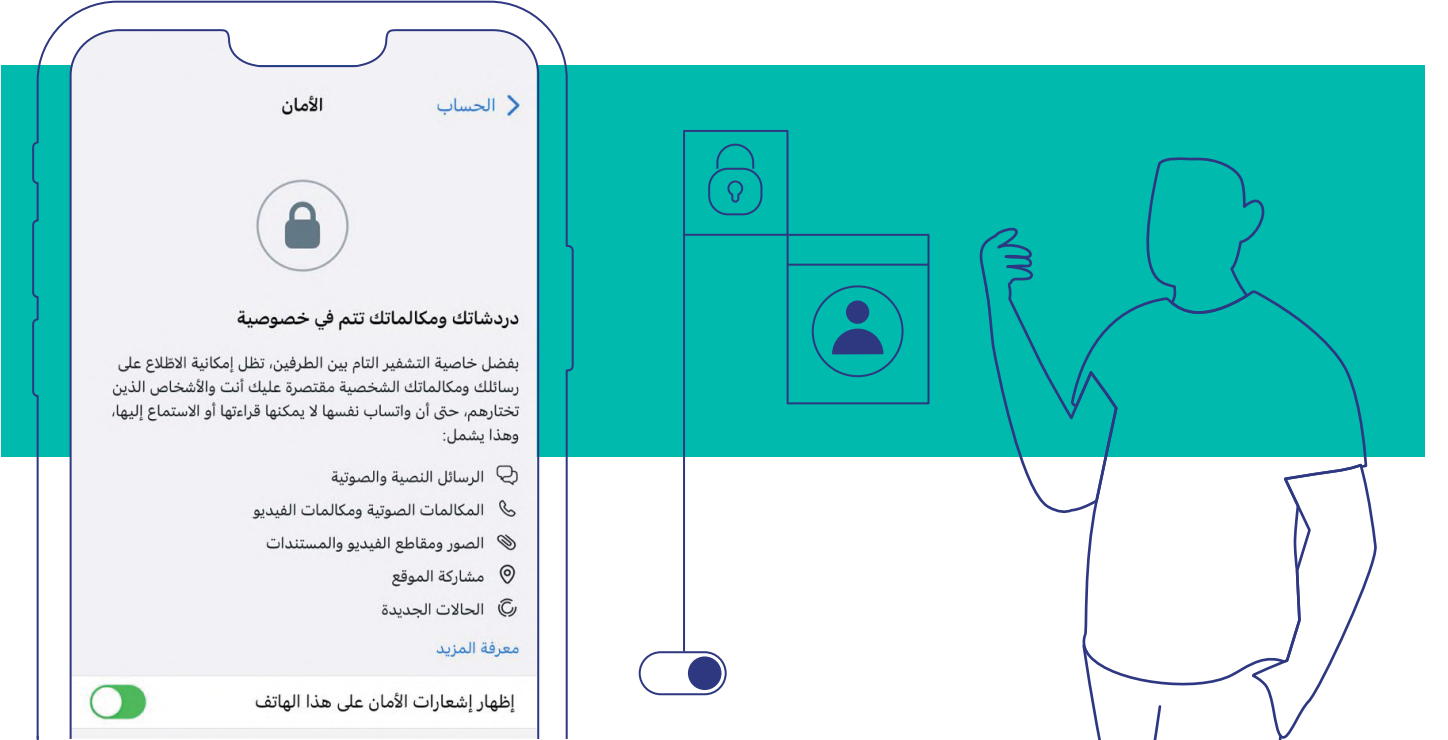 الحساب
الأمان
دردشاتك ومكالماتك تتم في خصوصية
بفضل خاصية التشفير التام بين الطرفين، تظل إمكانية الاطّلاع على
رسائلك ومكالماتك الشخصية مقتصرة عليك أنت والأشخاص الذين
تختارهم، حتى أن واتساب نفسها لا يمكنها قراءتها أو الاستماع إليها،
وهذا يشمل:
الرسائل النصية والصوتية
المكالمات الصوتية ومكالمات الفيديو
الصور ومقاطع الفيديو والمستندات
مشاركة الموقع
الحالات الجديدة
معرفة المزيد
إظهار إشعارات الأمان على هذا الهاتف